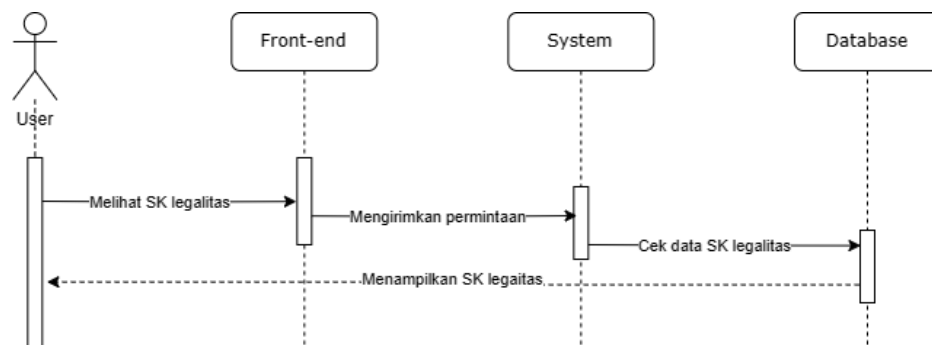 Front-end
System
Database
User
Melihat SK legalitas
Mengirimkan permintaan
Cek data SK legalitas
Menampilkan SK legaitas